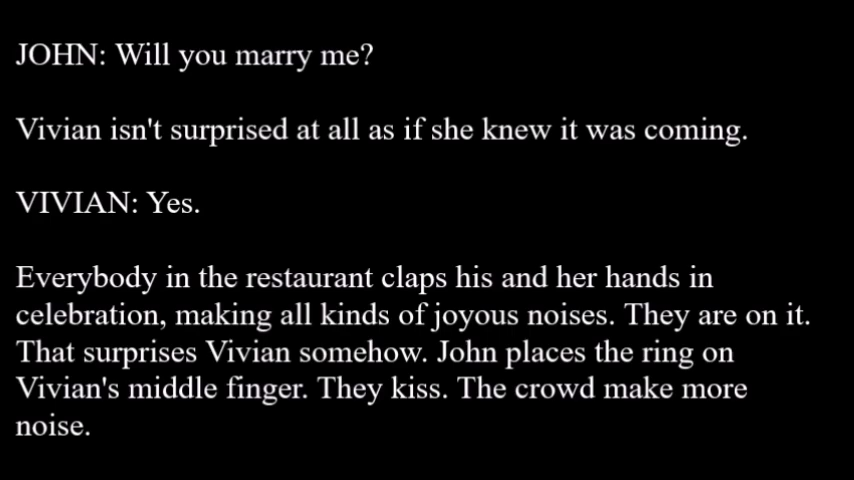 JOHN: Will you marry me?
Vivian isn't surprised at all as if she knew it was coming.
VIVIAN: Yes.
Everybody in the restaurant claps his and her hands in
celebration, making all kinds of joyous noises. They are on it.
That surprises Vivian somehow. John places the ring on
Vivian's middle finger. They kiss. The crowd make more
noise.